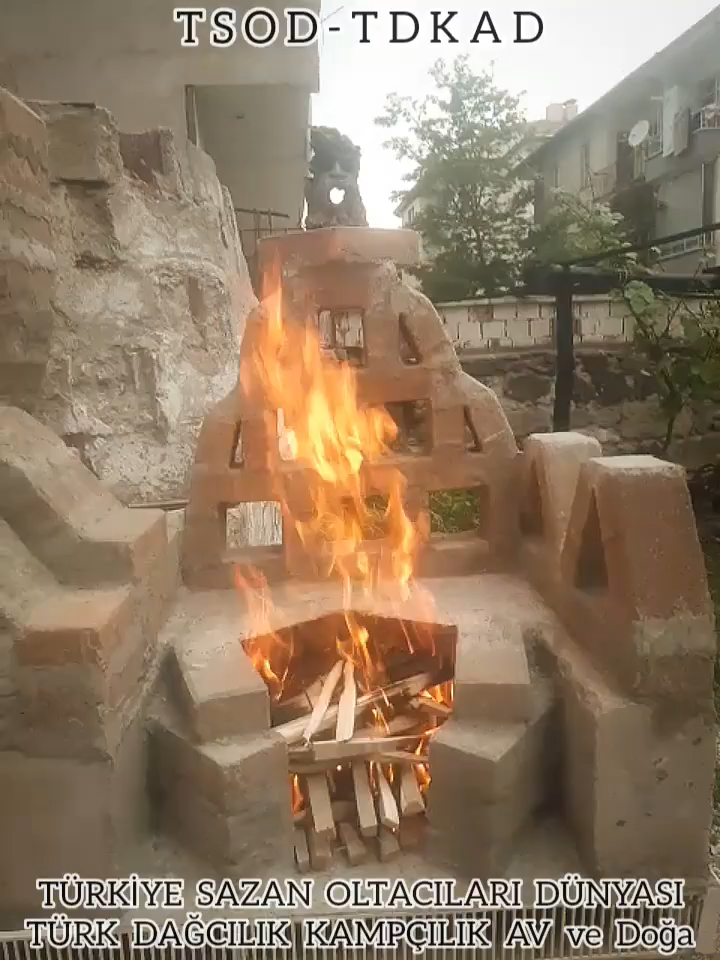 TSOD-TDKAD
TÜRKİYE SAZAN OLTACILARI DÜNYASI
TÜRK DAĞCILIK KAMPÇILIK AV ve Doğa